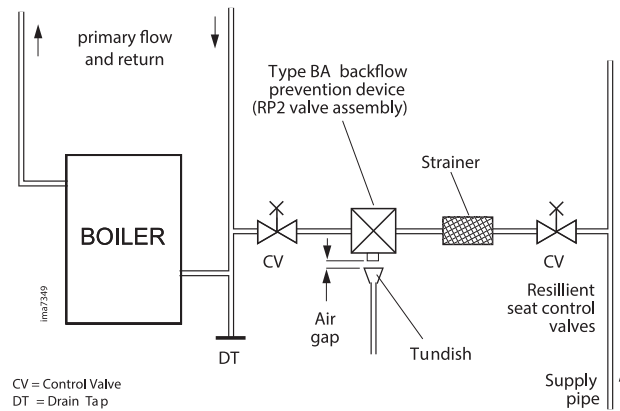 primary flow
and return
Type BA backflow
prevention device
(RP2 valve assembly)
Strainer
BOILER
CV
CV
ima7349
Air
gap
Tundish
Resillient
seat control
valves
DT
Supply
pipe
CV = Control Valve
DT = Drain Tap